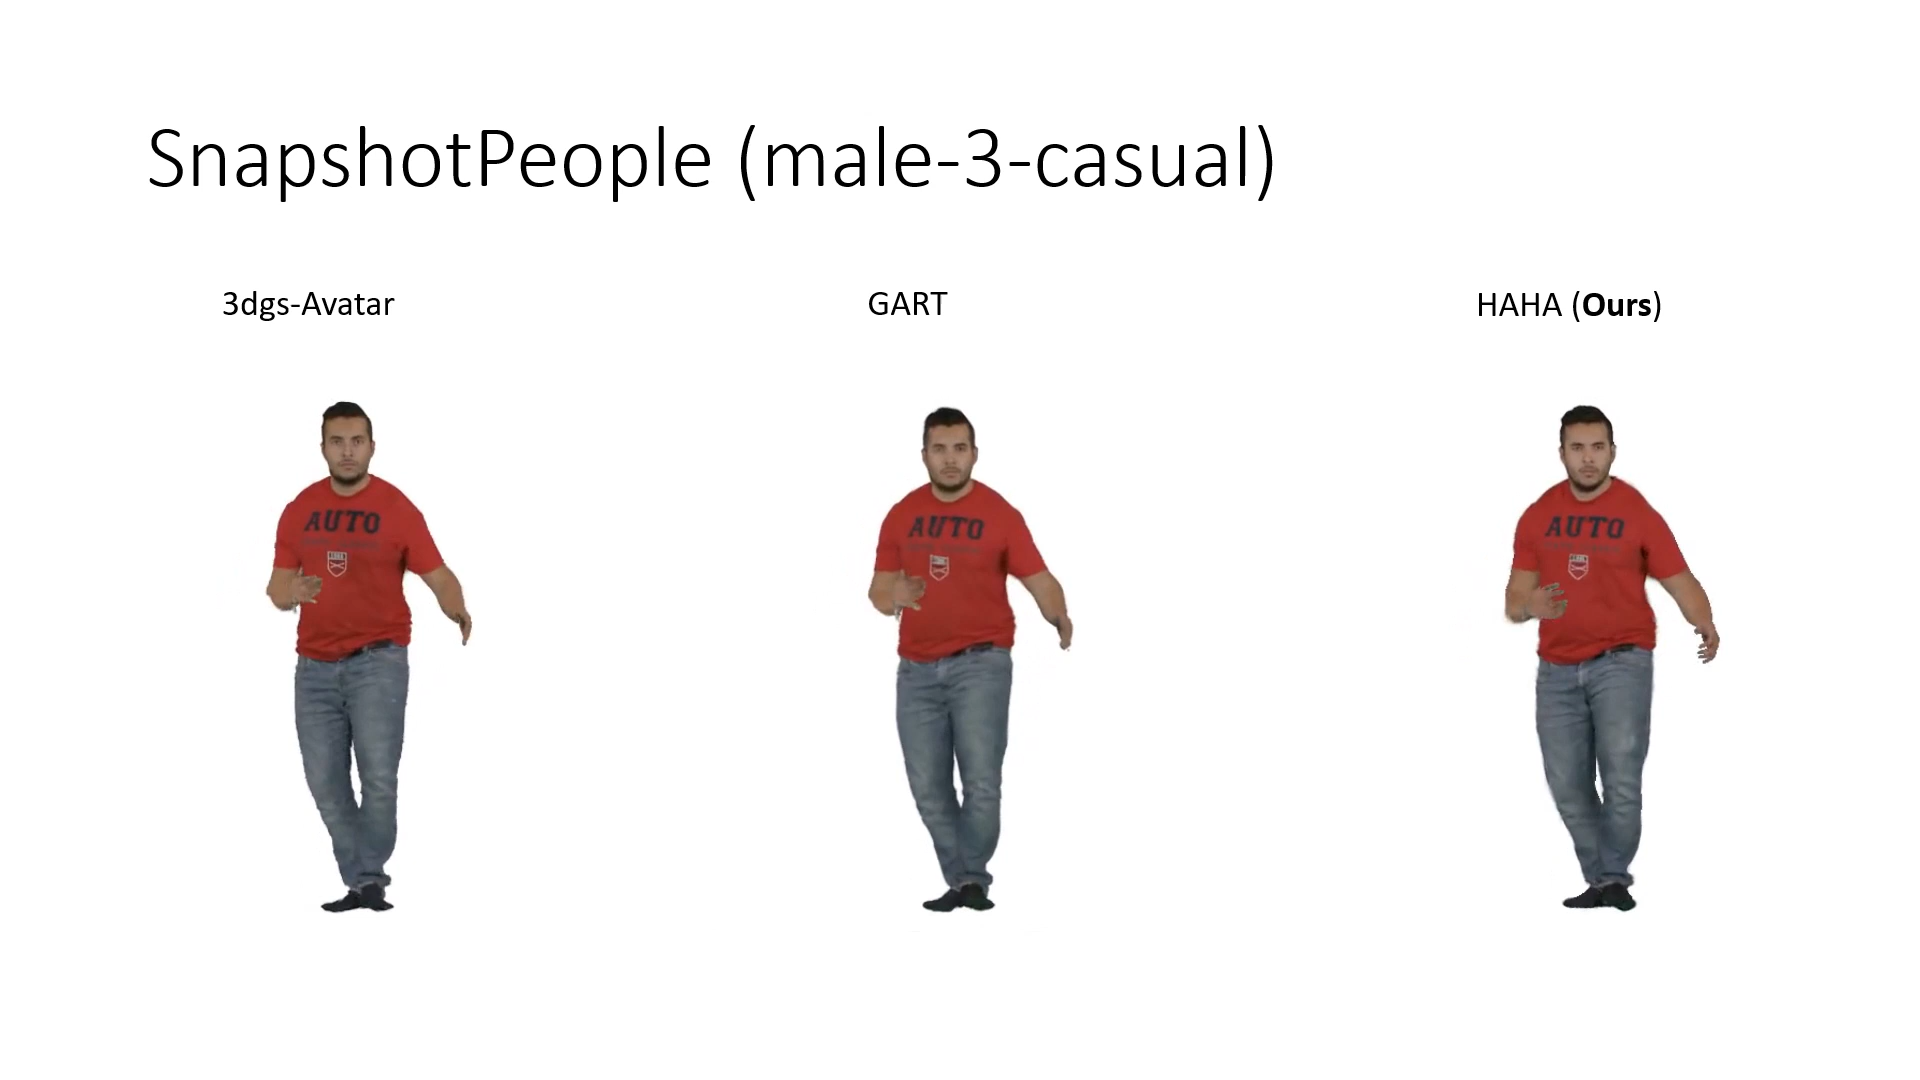 SnapshotPeople (male-3-casual)
3dgs-Avatar
GART
HAHA (Ours)
AUTO
AUTO
AUTO